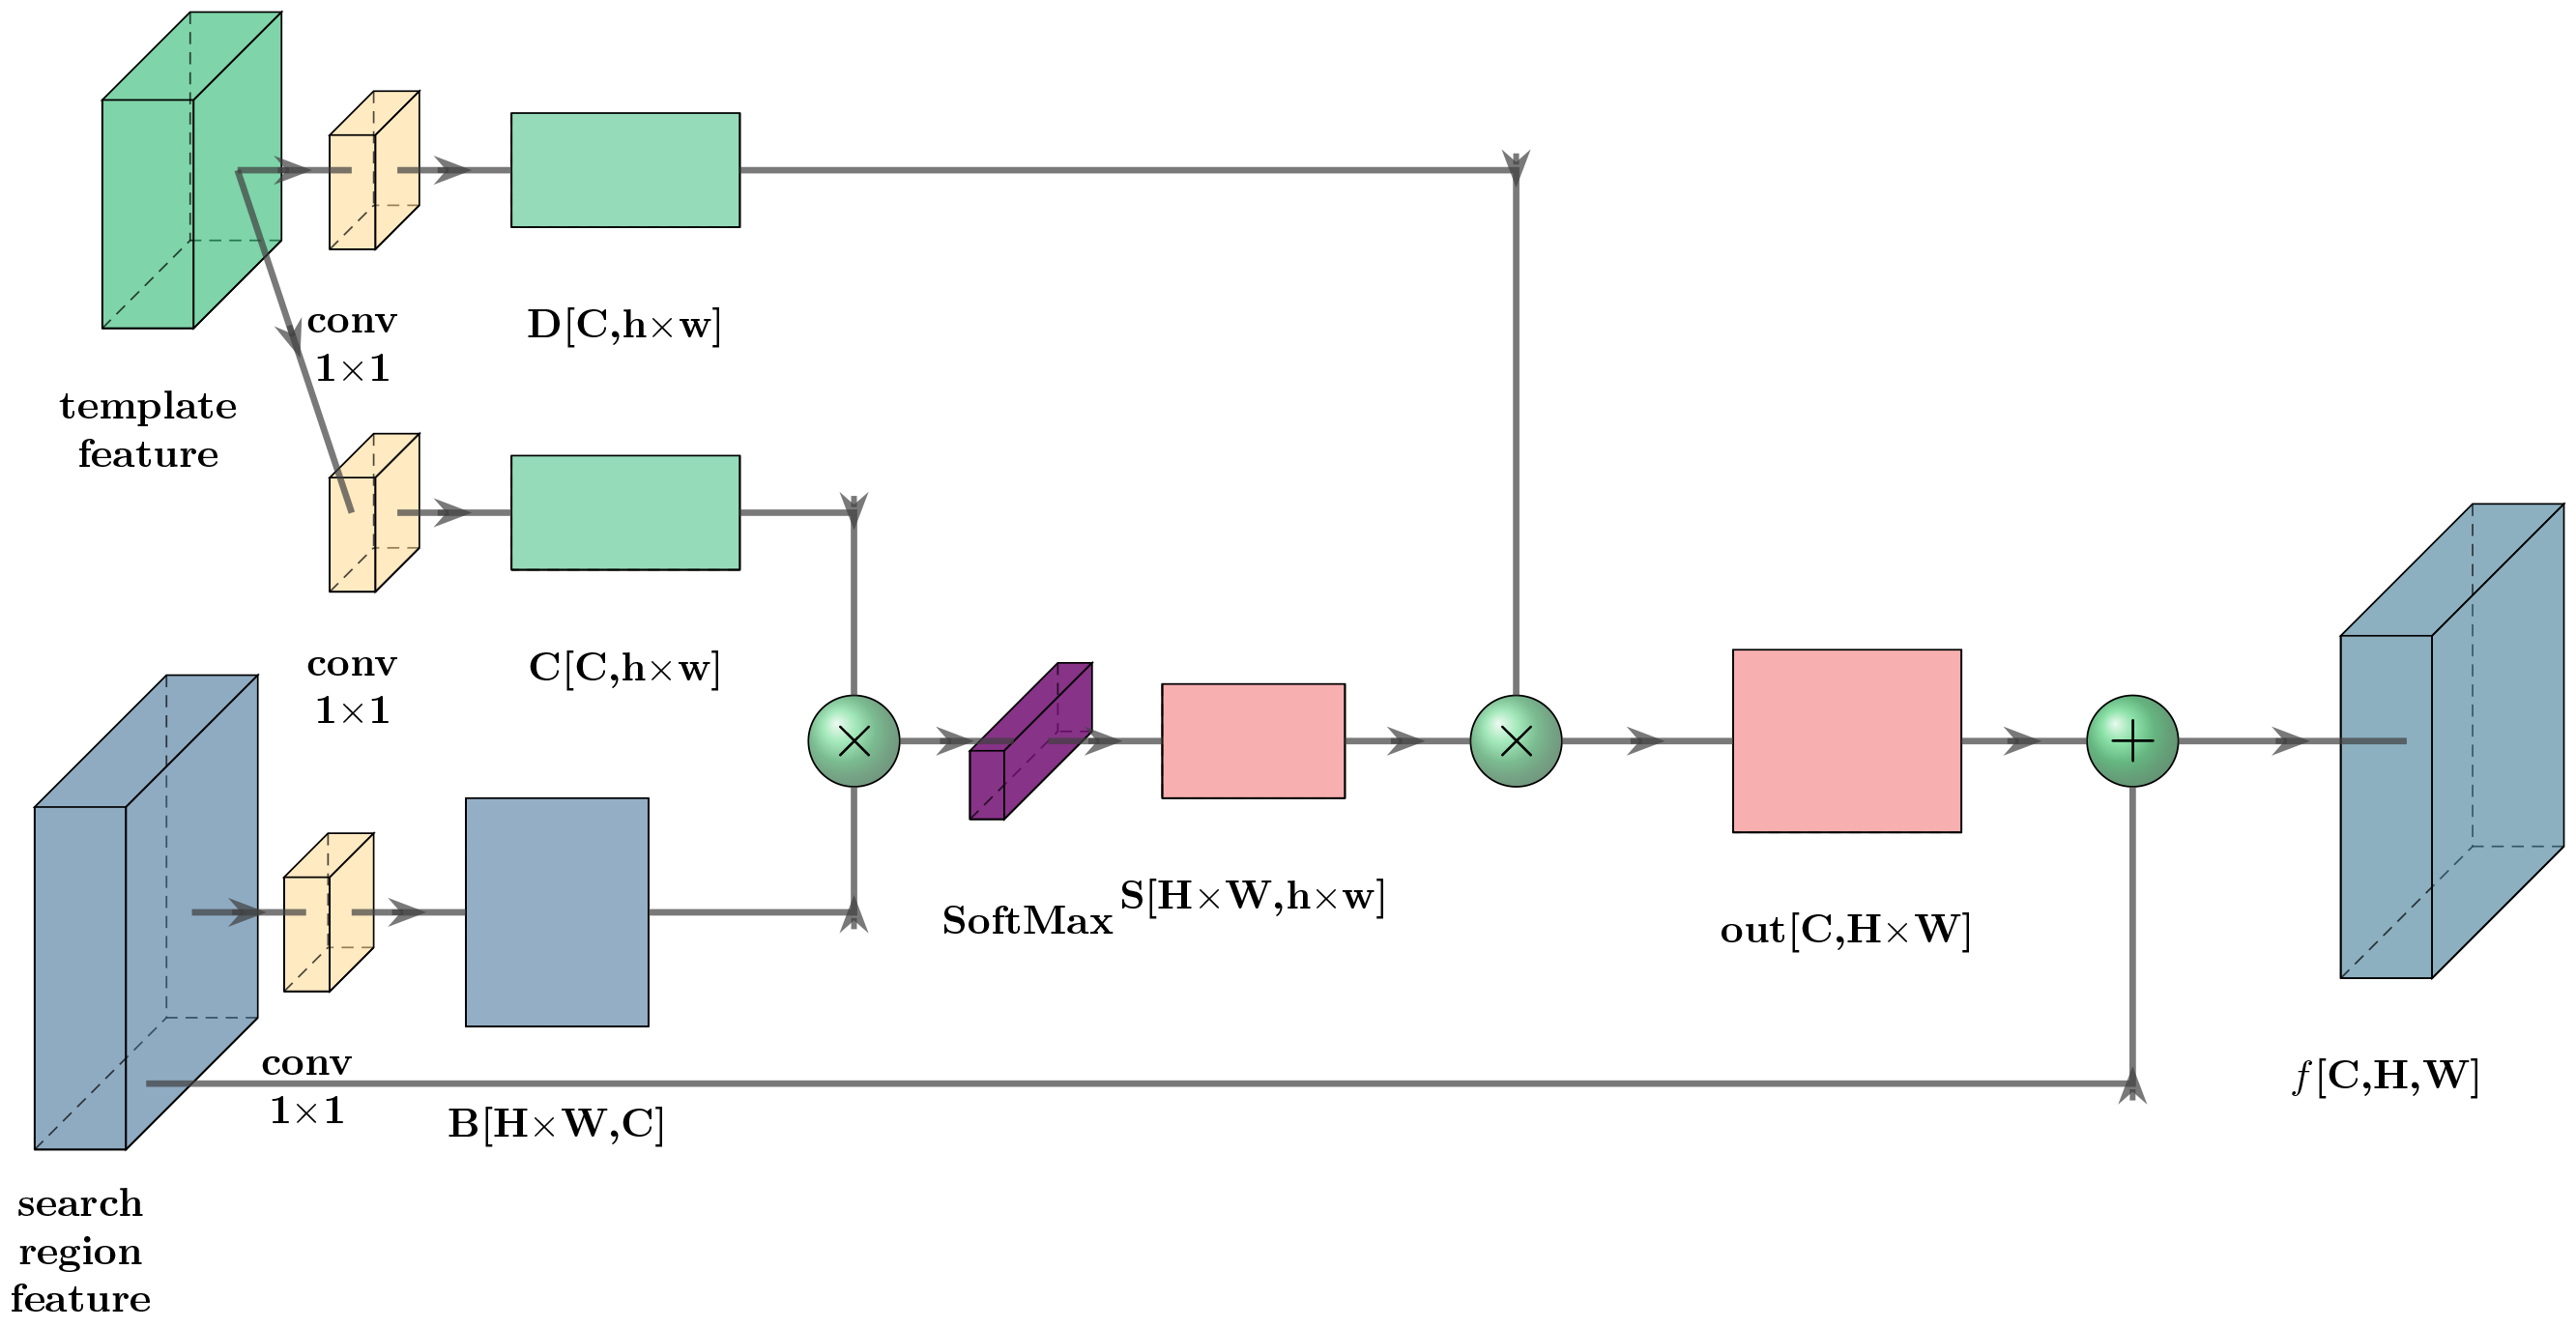 conv
1×1
D[C,h×w]
template
feature
conv
1×1
C[C,h×w]
×
×
+
SoftMax
S[H×W,h×w]
out[C,H×W]
conv
1×1
B[H×W,C]
f[C,H,W]
search
region
feature